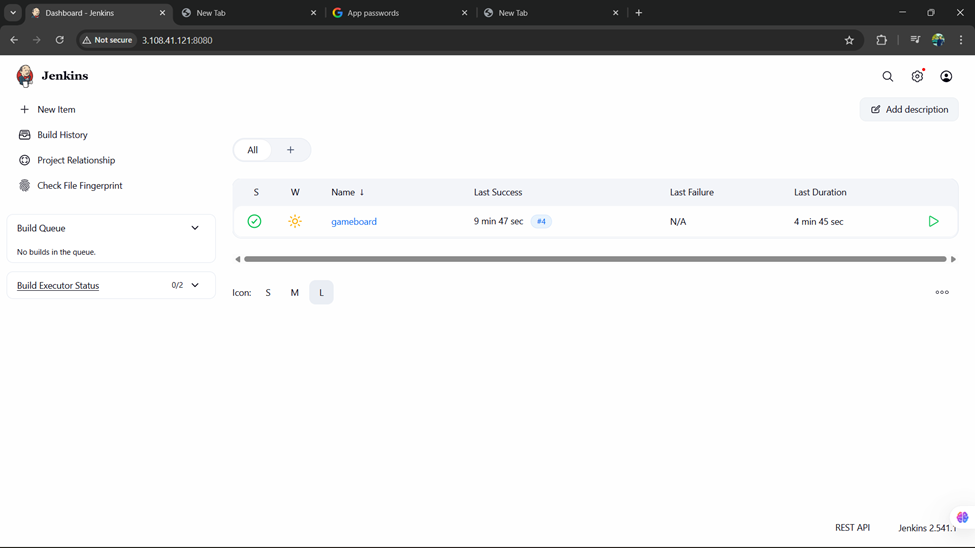 Dashboard - Jenkins
New Tab
App passwords
New Tab
Not secure
3.108.41.121:8080
Jenkins
New Item
Add description
Build History
Project Relationship
Check File Fingerprint
All
S W Name ↓ Last Success Last Failure Last Duration
gameboard 9 min 47 sec #4 N/A 4 min 45 sec
Build Queue
No builds in the queue.
Build Executor Status 0/2
Icon: S M L
REST API Jenkins 2.541.1